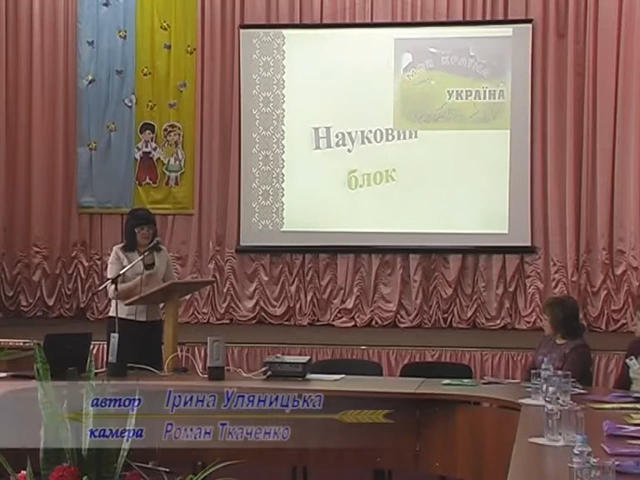 УКРАЇНА
Науковий
блок
автор Ірина Уляницька
камера Роман Ткаченко